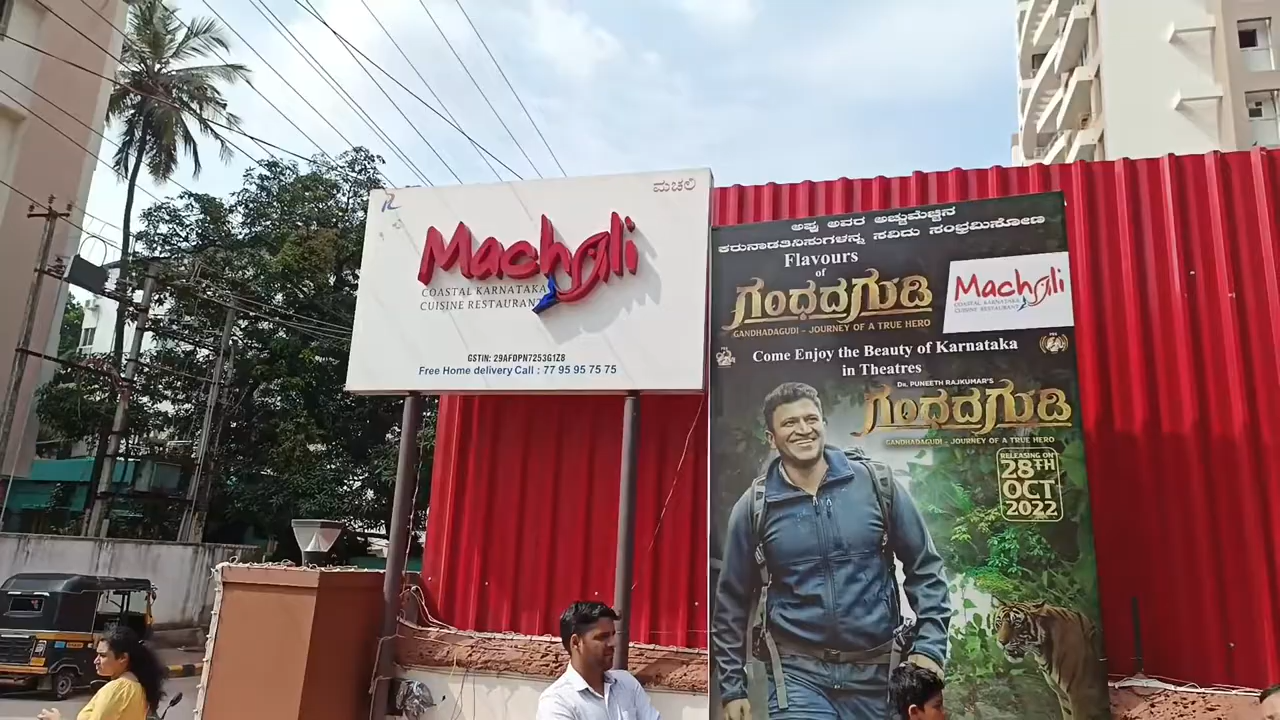 ಮಚಲಿ
Machali
COASTAL KARNATAKA
CUISINE RESTAURANT
GSTIN: 29AFDPN7253G1Z8
Free Home delivery Call : 77 95 95 75 75
ಅಪ್ಪು ಅವರ ಅಚ್ಚುಮೆಚ್ಚಿನ
ಕರುನಾಡತಿನಿಸುಗಳನ್ನು ಸವಿದು ಸಂಭ್ರಮಿಸೋಣ
Flavours
of
ಗಂಧದಗುಡಿ
GANDHADAGUDI - JOURNEY OF A TRUE HERO
Machali
COASTAL KARNATAKA
CUISINE RESTAURANT
Come Enjoy the Beauty of Karnataka
in Theatres
DR. PUNEETH RAJKUMAR'S
ಗಂಧದಗುಡಿ
GANDHADAGUDI - JOURNEY OF A TRUE HERO
RELEASING ON
28TH
OCT
2022